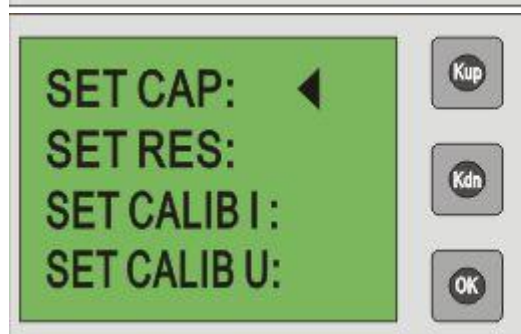 SET CAP: ◀
Kup
SET RES:
Kdn
SET CALIB I :
SET CALIB U:
OK